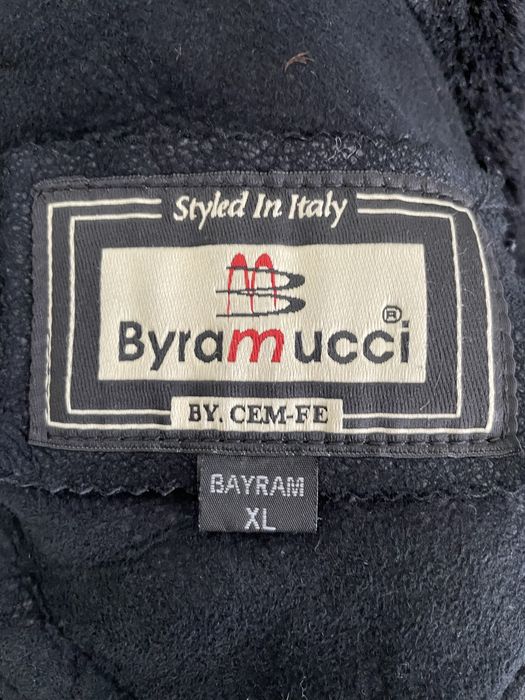 Styled In Italy
Byramucci®
BY. CEM-FE
BAYRAM
XL